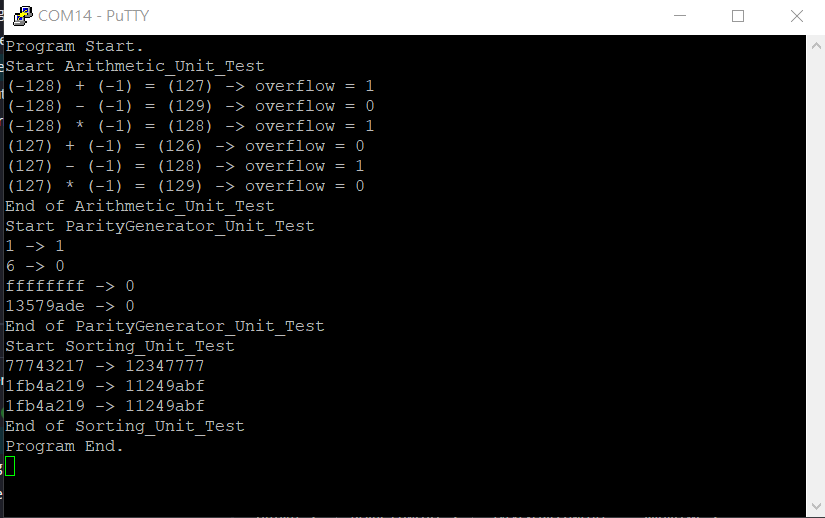 COM14 - PuTTY
Program Start.
Start Arithmetic_Unit_Test
(-128) + (-1) = (127) -> overflow = 1
(-128) - (-1) = (129) -> overflow = 0
(-128) * (-1) = (128) -> overflow = 1
(127) + (-1) = (126) -> overflow = 0
(127) - (-1) = (128) -> overflow = 1
(127) * (-1) = (129) -> overflow = 0
End of Arithmetic_Unit_Test
Start ParityGenerator_Unit_Test
1 -> 1
6 -> 0
ffffffff -> 0
13579ade -> 0
End of ParityGenerator_Unit_Test
Start Sorting_Unit_Test
77743217 -> 12347777
1fb4a219 -> 11249abf
1fb4a219 -> 11249abf
End of Sorting_Unit_Test
Program End.